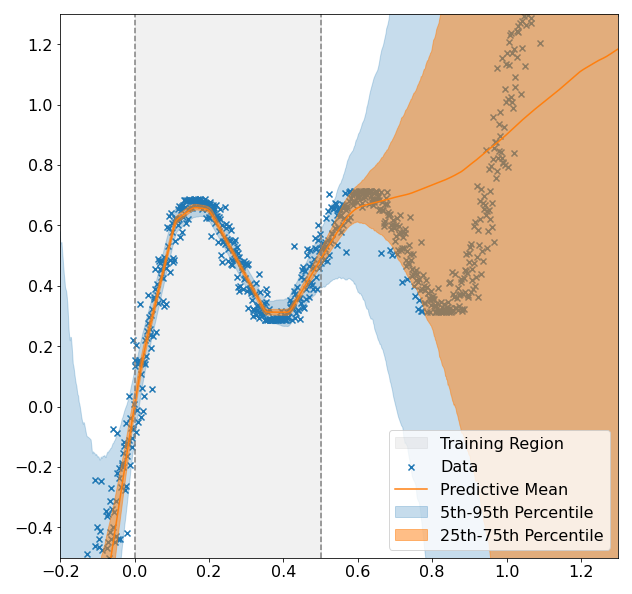 1.2
1.0
0.8
0.6
0.4
0.2
0.0
−0.2
−0.4
Training Region
Data
Predictive Mean
5th-95th Percentile
25th-75th Percentile
−0.2 0.0 0.2 0.4 0.6 0.8 1.0 1.2